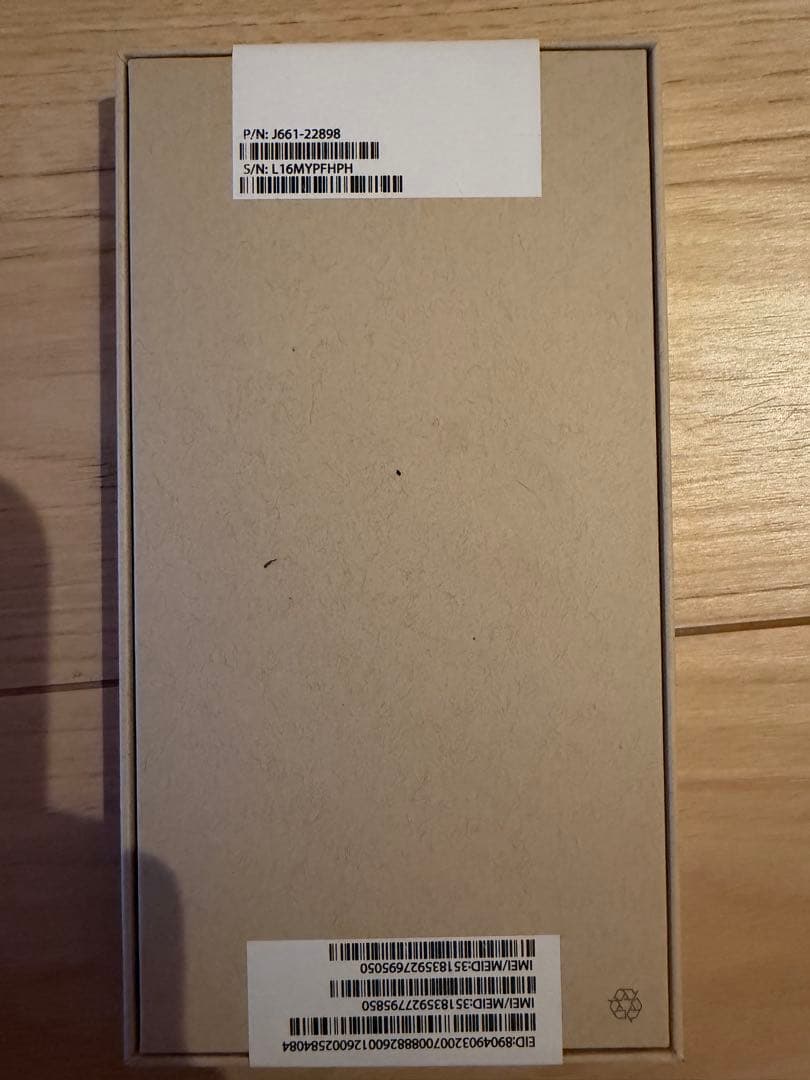 P/N: J661-22898
S/N: L16MYPFHPH
EID:89049032007008882600126002584084
IMEI/MEID:351835927795850
IMEI/MEID:351835927695050